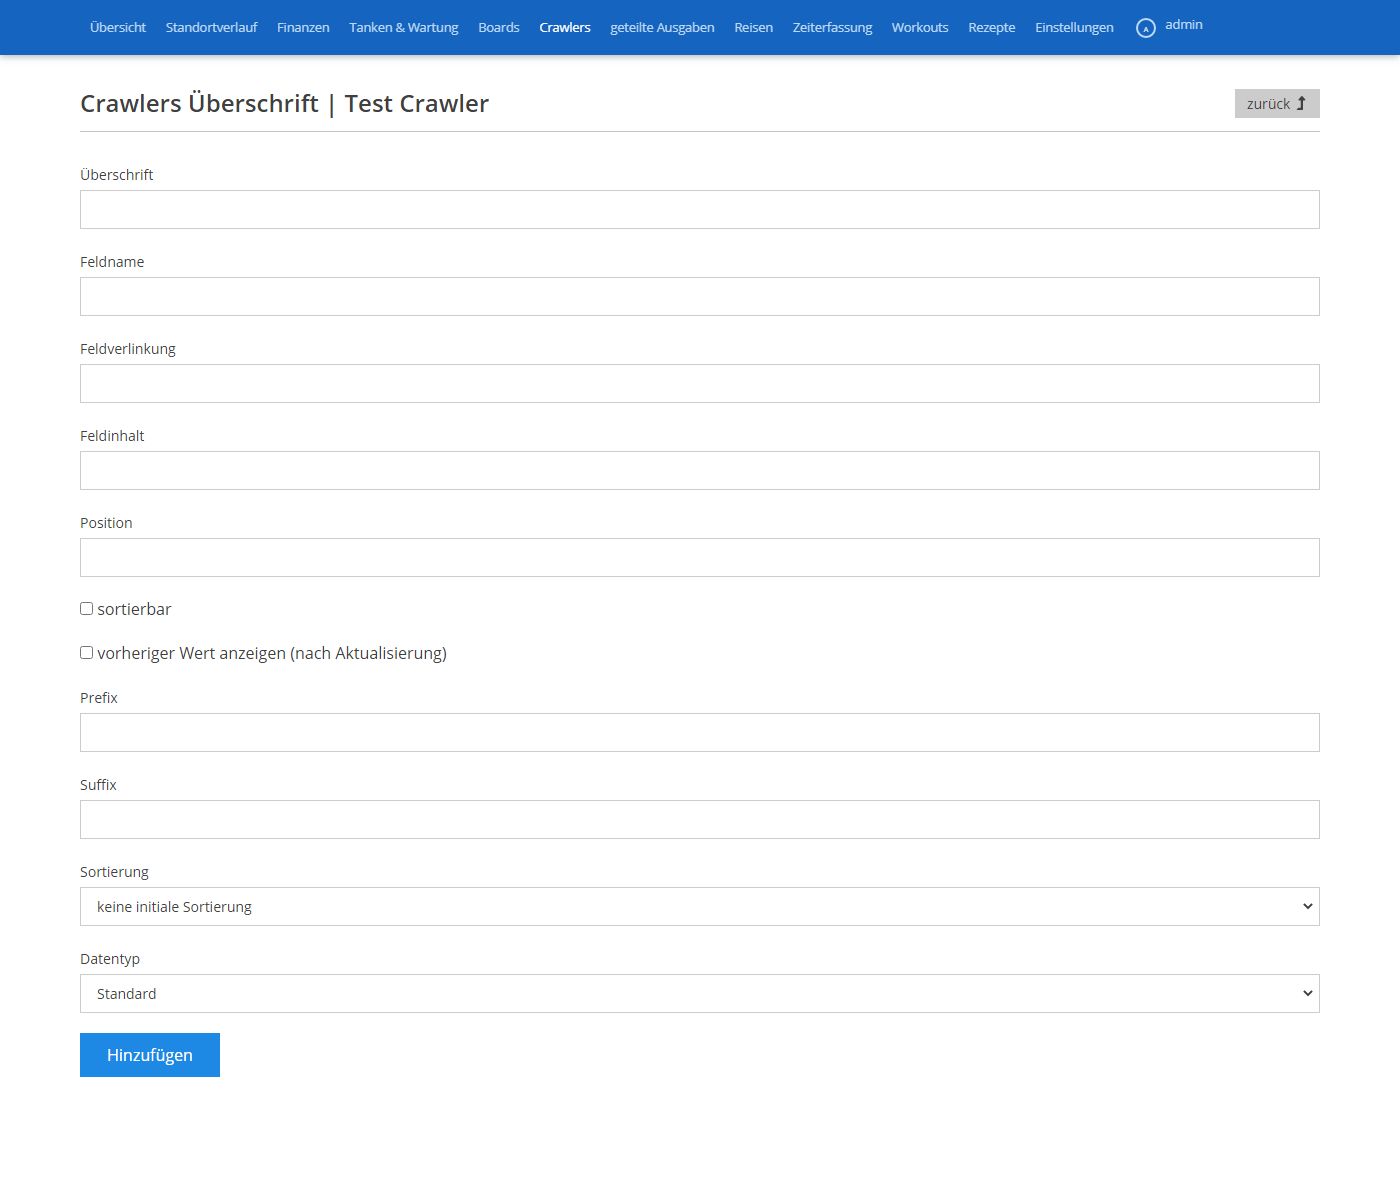 Übersicht Standortverlauf Finanzen Tanken & Wartung Boards Crawlers geteilte Ausgaben Reisen Zeiterfassung Workouts Rezepte Einstellungen A admin
Crawlers Überschrift | Test Crawler zurück
Überschrift
Feldname
Feldverlinkung
Feldinhalt
Position
sortierbar
vorheriger Wert anzeigen (nach Aktualisierung)
Prefix
Suffix
Sortierung
keine initiale Sortierung
Datentyp
Standard
Hinzufügen